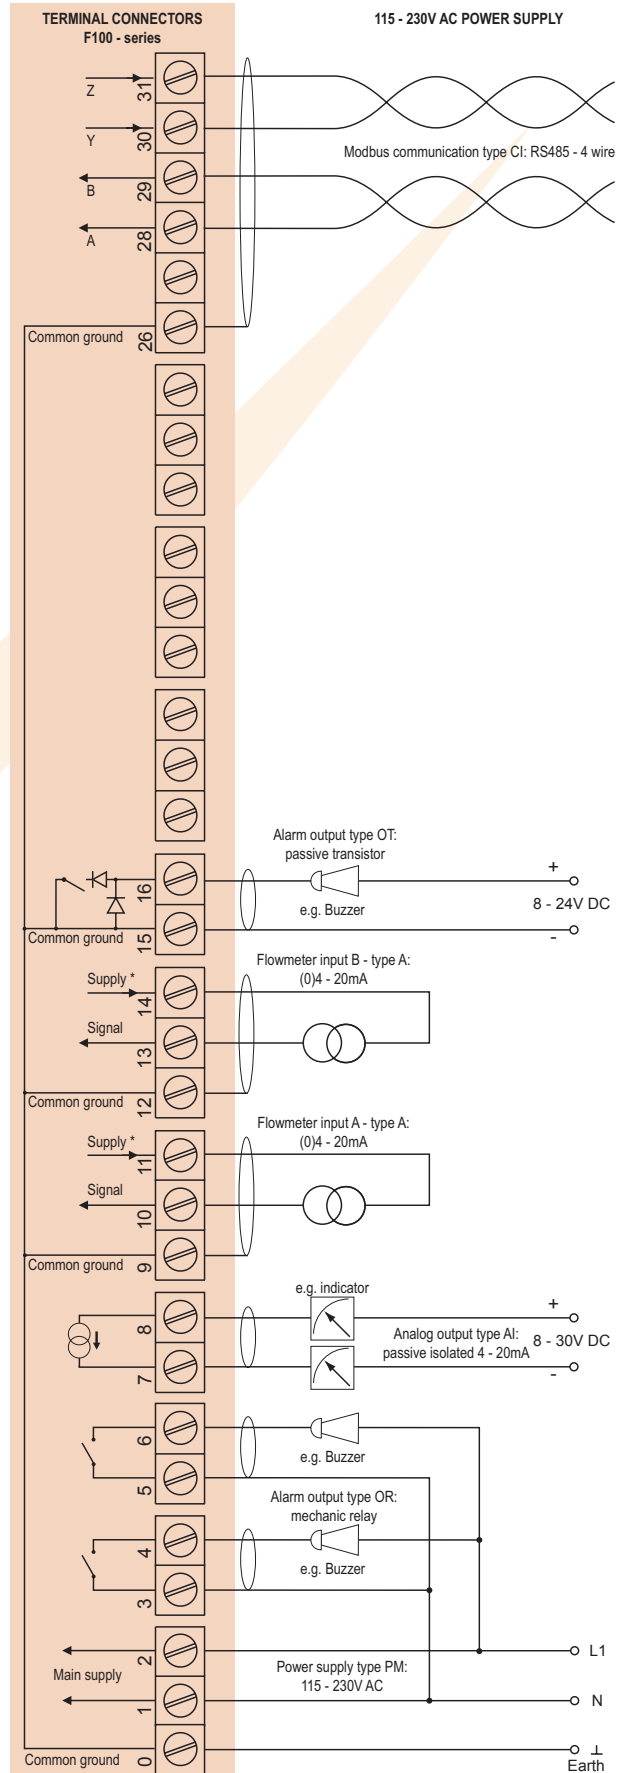 TERMINAL CONNECTORS
F100 - series
115 - 230V AC POWER SUPPLY
Z
31
Y
30
Modbus communication type CI: RS485 - 4 wire
B
29
A
28
Common ground
26
Alarm output type OT:
passive transistor
16
e.g. Buzzer
+
8 - 24V DC
-
Common ground
15
Flowmeter input B - type A:
(0)4 - 20mA
Supply *
14
Signal
13
Common ground
12
Flowmeter input A - type A:
(0)4 - 20mA
Supply *
11
Signal
10
Common ground
9
e.g. indicator
8
+
Analog output type AI:
passive isolated 4 - 20mA
8 - 30V DC
7
-
6
e.g. Buzzer
5
Alarm output type OR:
mechanic relay
4
e.g. Buzzer
3
2
L1
Main supply
Power supply type PM:
115 - 230V AC
1
N
Common ground
0
Earth